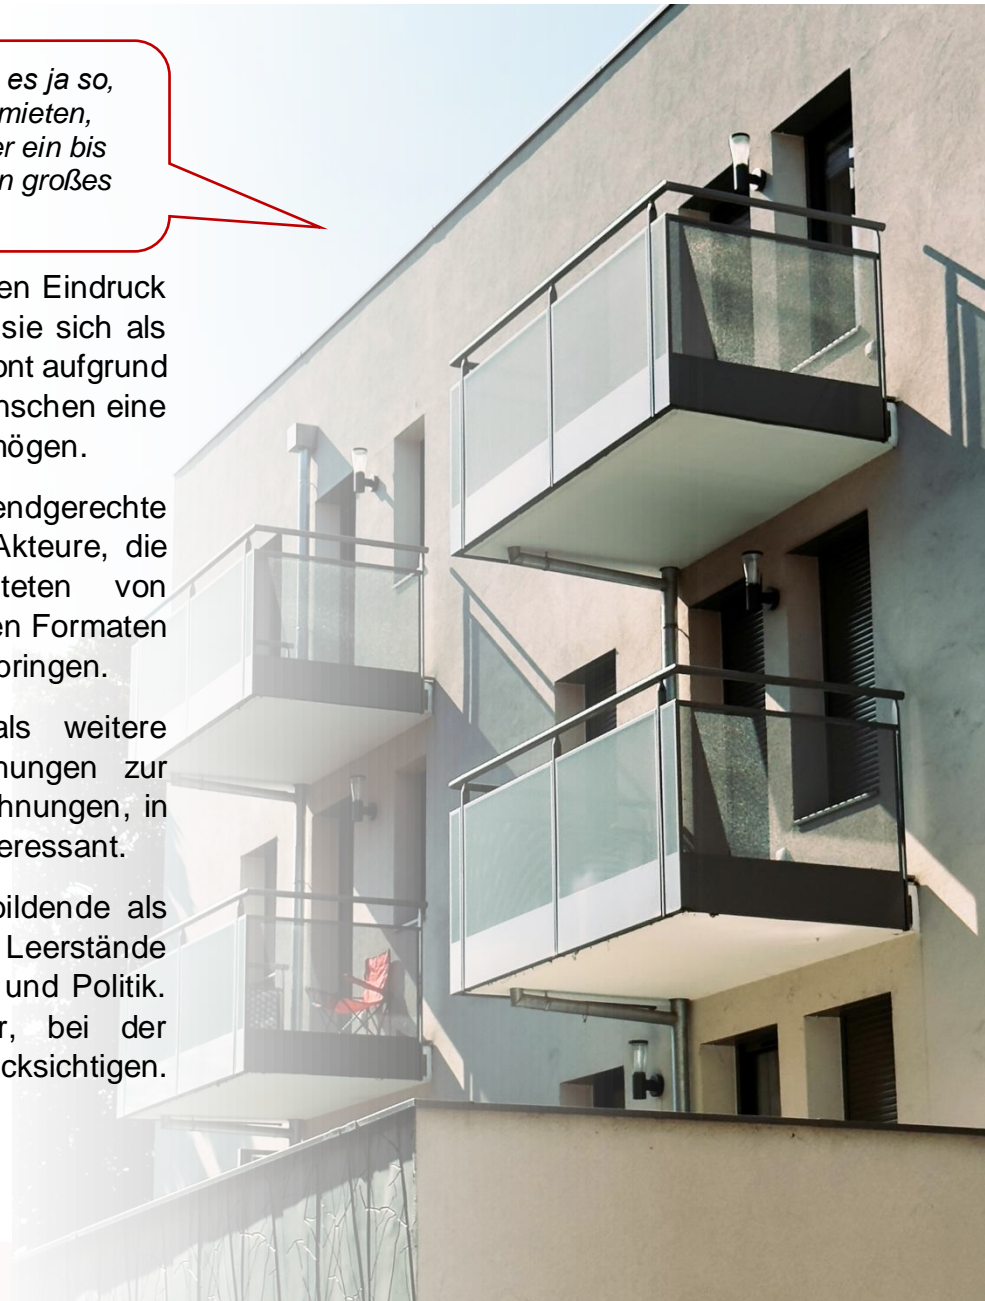 es ja so,
mieten,
er ein bis
n großes
en Eindruck
sie sich als
ont aufgrund
nschen eine
mögen.
endgerechte
Akteure, die
teten von
en Formaten
bringen.
als weitere
nungen zur
hnungen, in
eressant.
bildende als
Leerstände
und Politik.
r, bei der
cksichtigen.